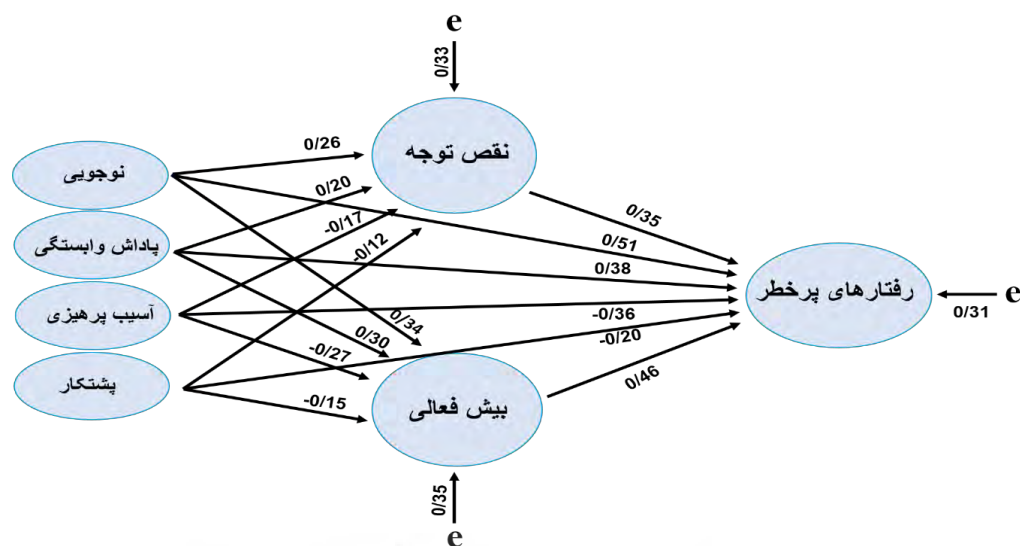 e
0/33
نقص توجه
نوجویی
پاداش وابستگی
آسیب پرهیزی
پشتکار
0/26
0/20
-0/17
-0/12
0/34
0/30
-0/27
-0/15
0/35
0/51
0/38
-0/36
-0/20
0/46
رفتارهای پرخطر
e
0/31
بیش فعالی
0/35
e